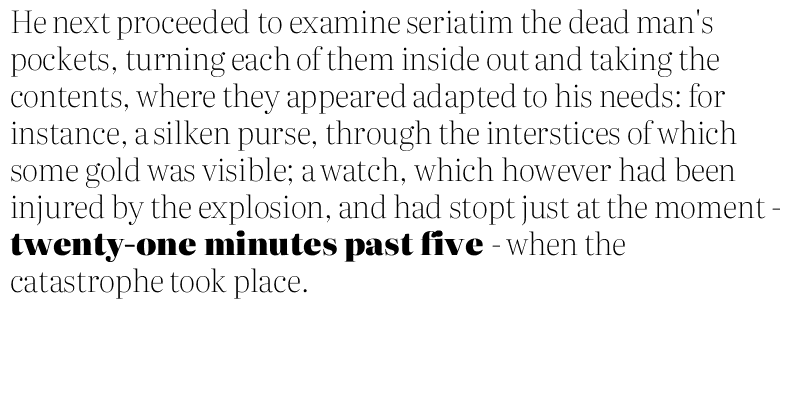 He next proceeded to examine seriatim the dead man's
pockets, turning each of them inside out and taking the
contents, where they appeared adapted to his needs: for
instance, a silken purse, through the interstices of which
some gold was visible; a watch, which however had been
injured by the explosion, and had stopt just at the moment -
twenty-one minutes past five - when the
catastrophe took place.